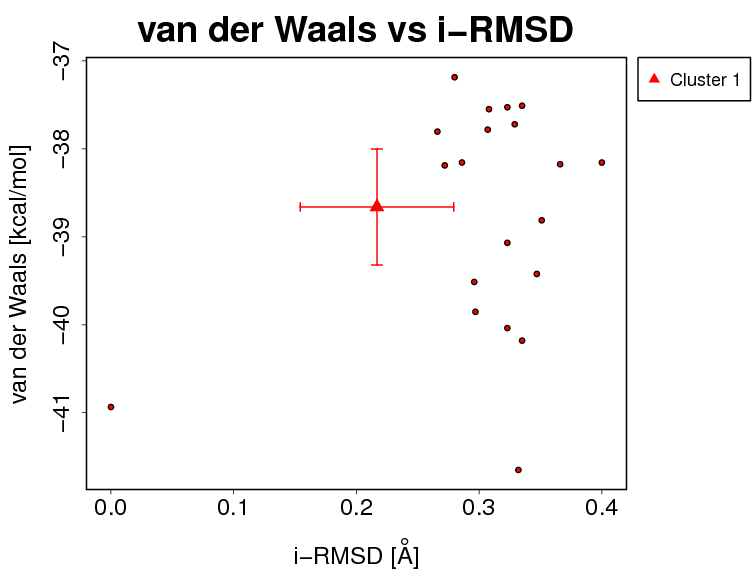 van der Waals vs i−RMSD
Cluster 1
van der Waals [kcal/mol]
−37
−38
−39
−40
−41
0.0 0.1 0.2 0.3 0.4
i−RMSD [Å]